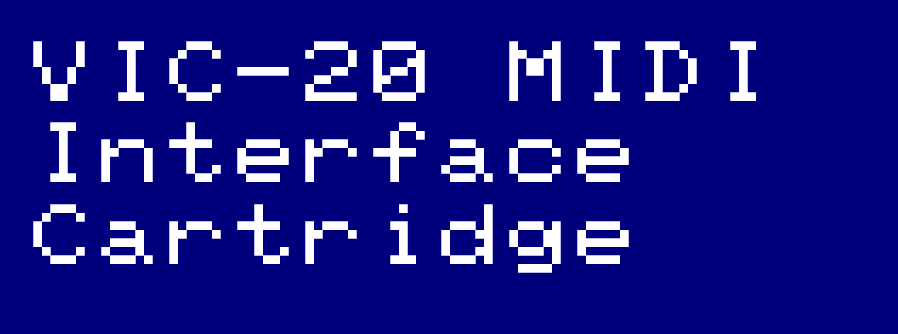 VIC-20 MIDI
Interface
Cartridge